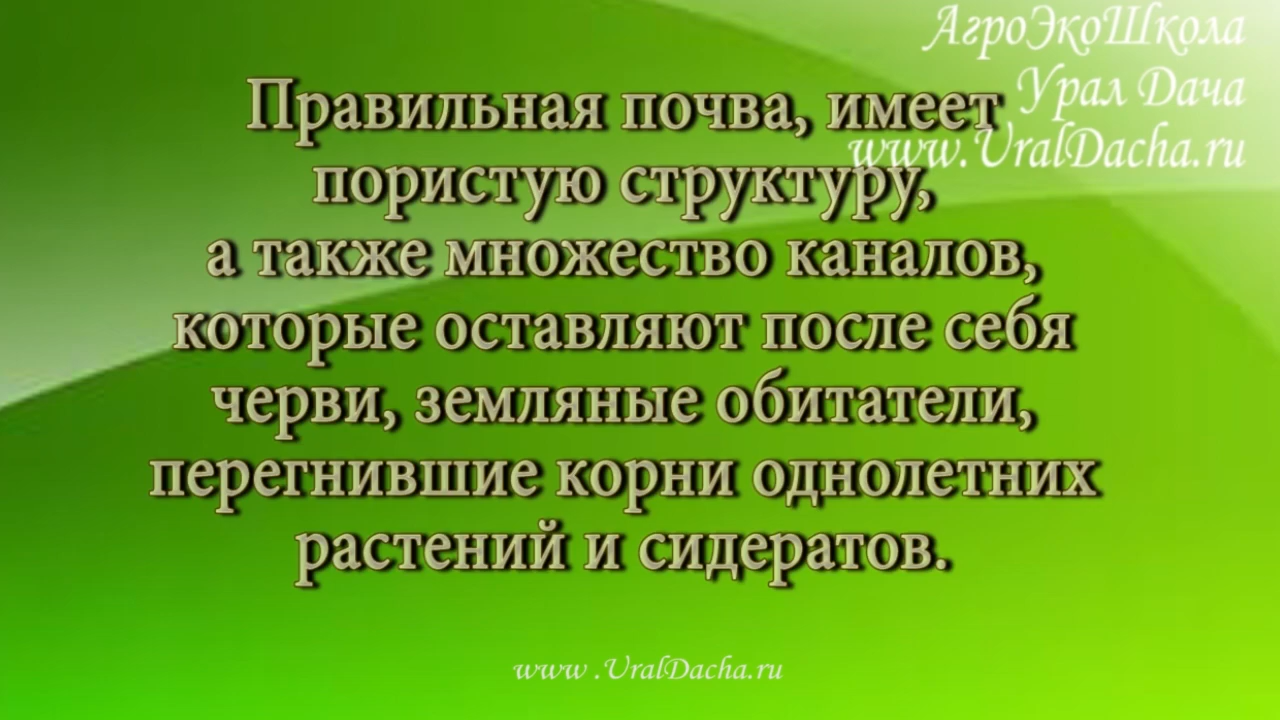 АгроЭкоШкола
Урал Дача
www.UralDacha.ru
Правильная почва, имеет
пористую структуру,
а также множество каналов,
которые оставляют после себя
черви, земляные обитатели,
перегнившие корни однолетних
растений и сидератов.
www .UralDacha.ru